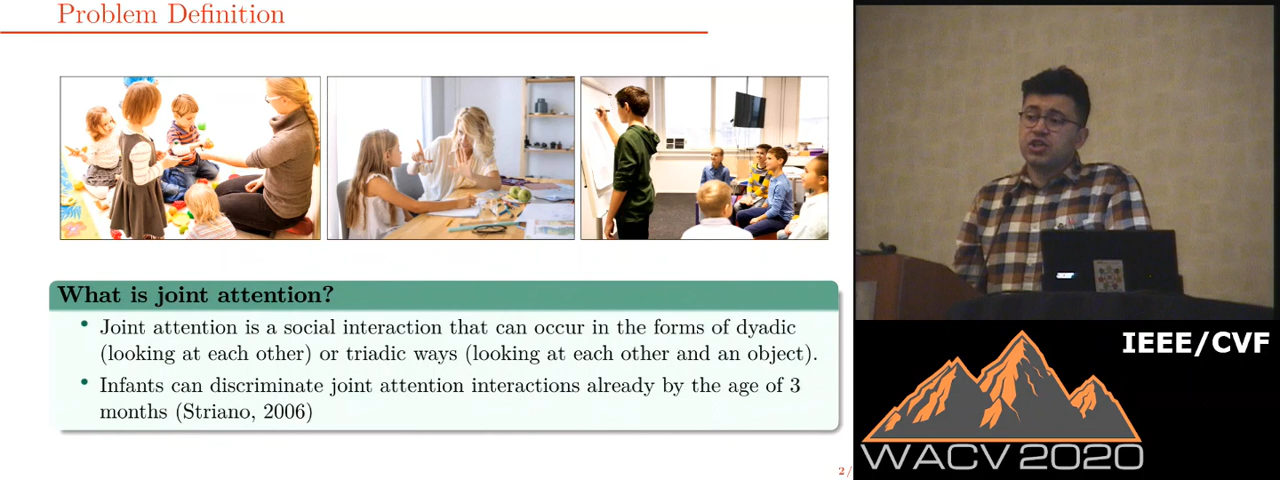 Problem Definition
What is joint attention?
• Joint attention is a social interaction that can occur in the forms of dyadic
(looking at each other) or triadic ways (looking at each other and an object).
• Infants can discriminate joint attention interactions already by the age of 3
months (Striano, 2006)
2/
IEEE/CVF
WACV 2020